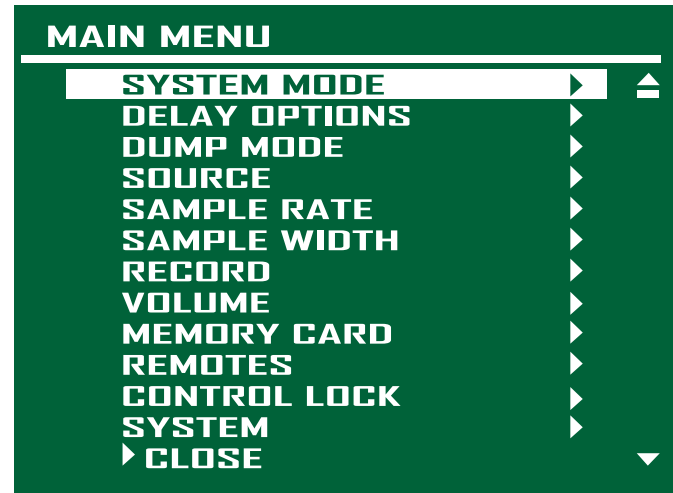 MAIN MENU
SYSTEM MODE
DELAY OPTIONS
DUMP MODE
SOURCE
SAMPLE RATE
SAMPLE WIDTH
RECORD
VOLUME
MEMORY CARD
REMOTES
CONTROL LOCK
SYSTEM
CLOSE